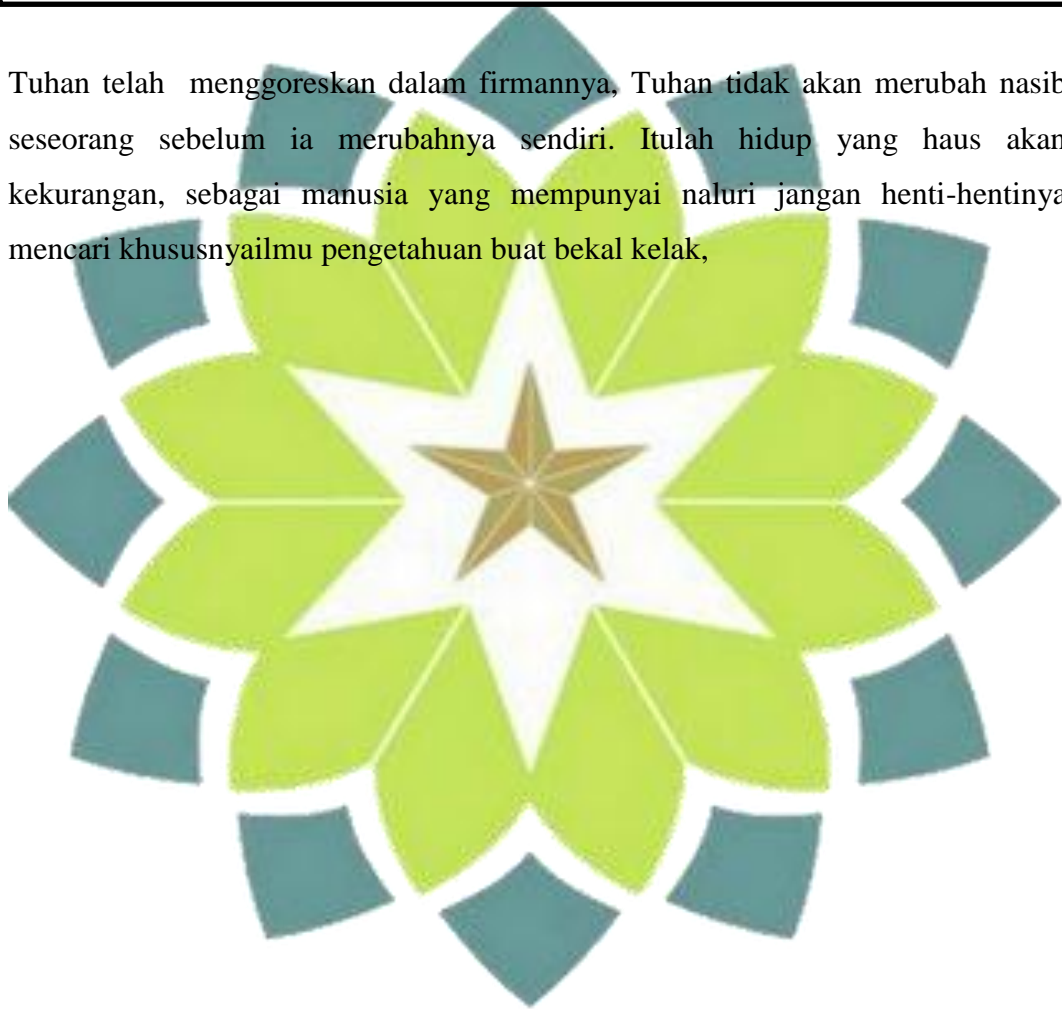 Tuhan telah menggoreskan dalam firmannya, Tuhan tidak akan merubah nasib
seseorang sebelum ia merubahnya sendiri. Itulah hidup yang haus akan
kekurangan, sebagai manusia yang mempunyai naluri jangan henti-hentinya
mencari khususnyailmu pengetahuan buat bekal kelak,